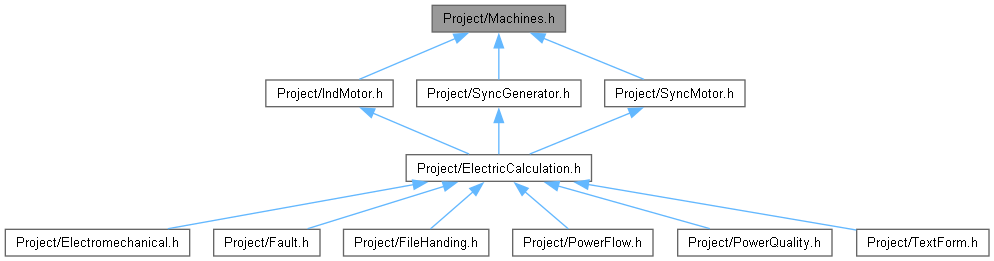 Project/Machines.h
Project/IndMotor.h
Project/SyncGenerator.h
Project/SyncMotor.h
Project/ElectricCalculation.h
Project/Electromechanical.h
Project/Fault.h
Project/FileHanding.h
Project/PowerFlow.h
Project/PowerQuality.h
Project/TextForm.h